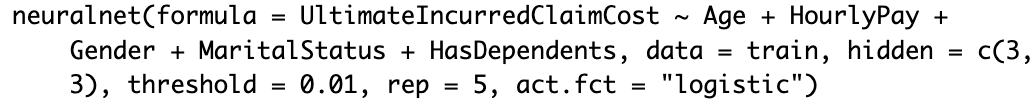 neuralnet(formula = UltimateIncurredClaimCost ~ Age + HourlyPay +
Gender + MaritalStatus + HasDependents, data = train, hidden = c(3,
3), threshold = 0.01, rep = 5, act.fct = "logistic")